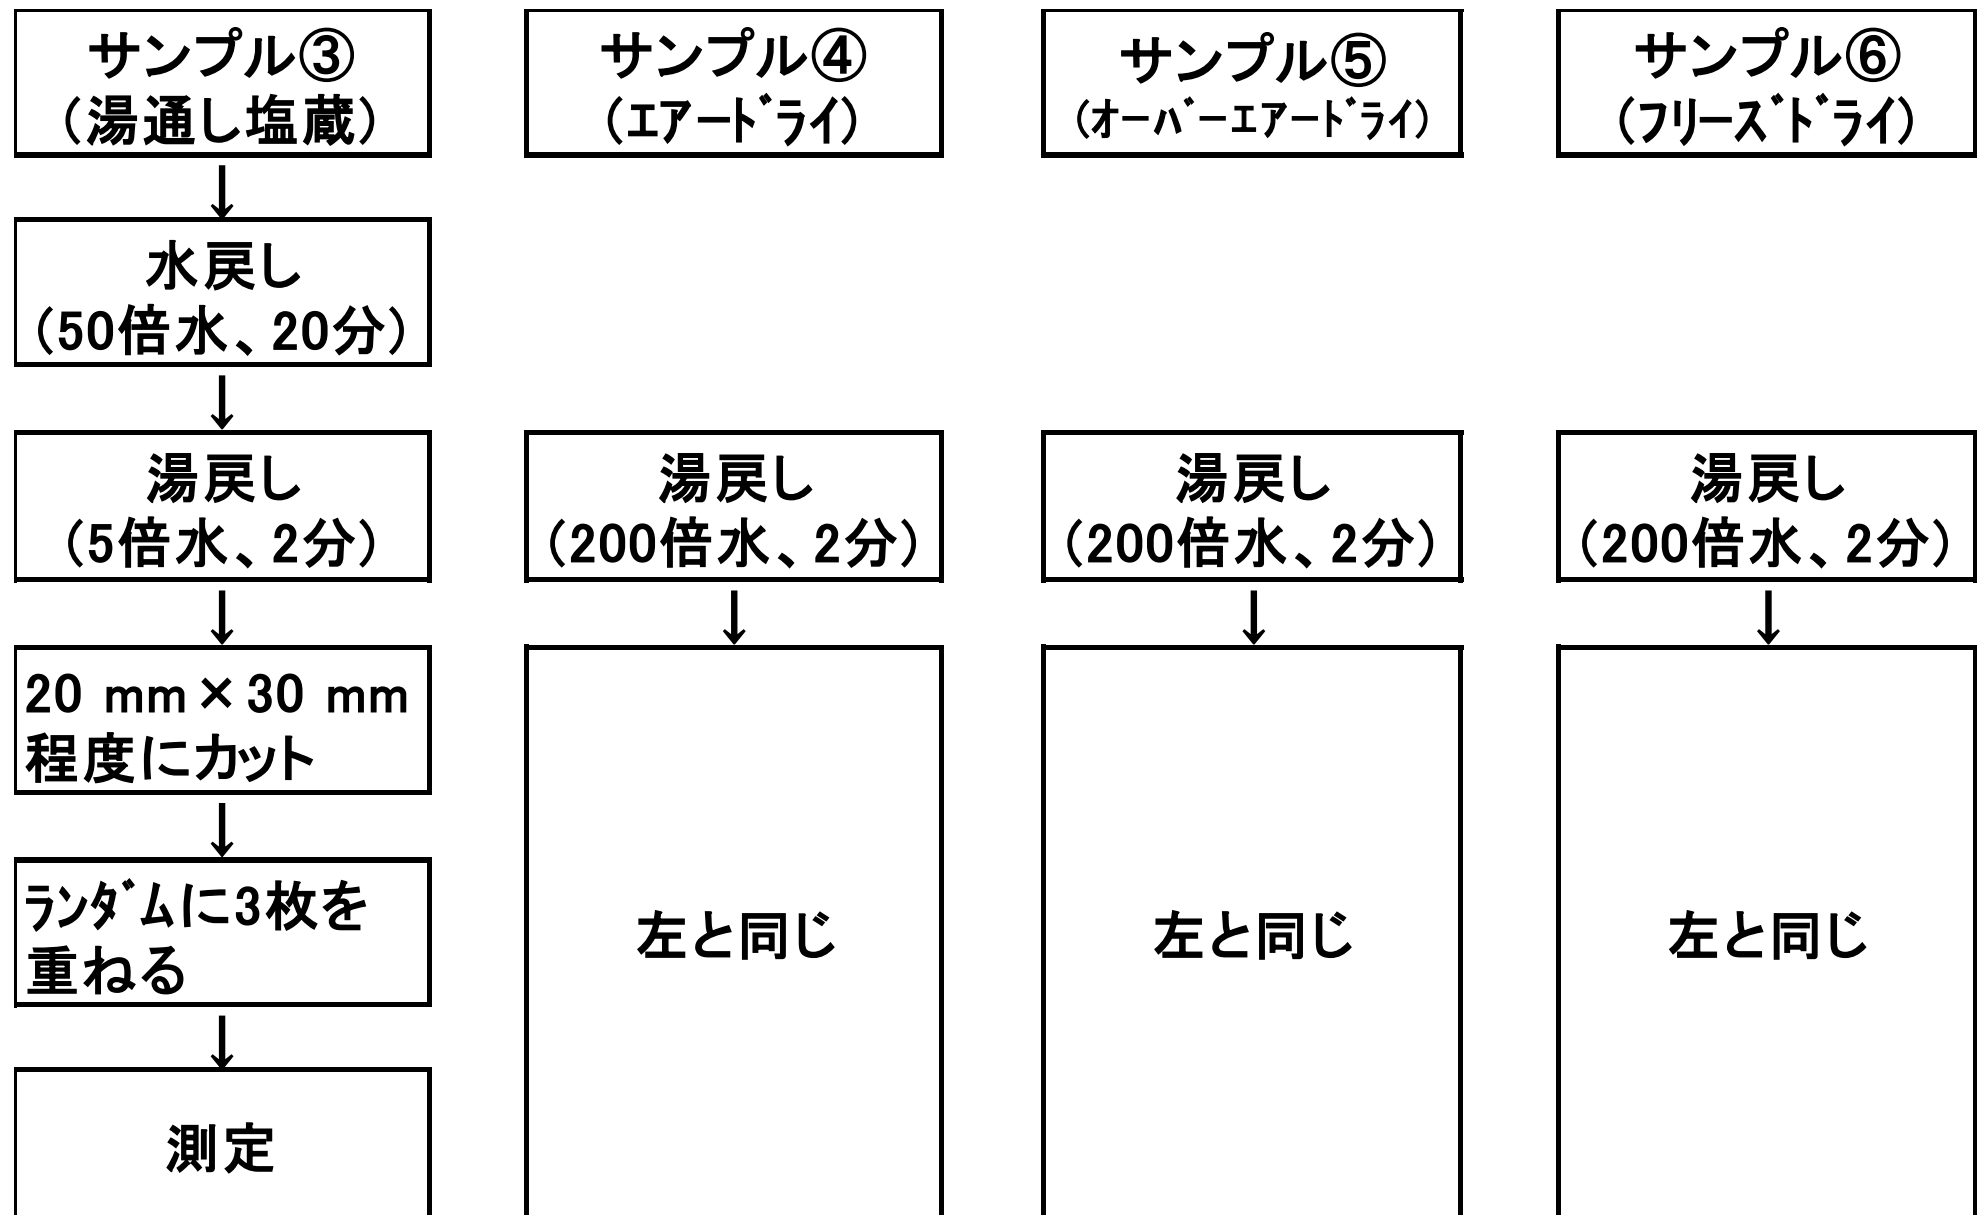 サンプル③
（湯通し塩蔵）
↓
水戻し
（50倍水、20分）
↓
湯戻し
（5倍水、2分）
↓
20 mm×30 mm
程度にカット
↓
ﾗﾝﾀﾞﾑに3枚を
重ねる
↓
測定
サンプル④
（ｴｱｰﾄﾞﾗｲ）
湯戻し
（200倍水、2分）
↓
左と同じ
サンプル⑤
（ｵｰﾊﾞｰｴｱｰﾄﾞﾗｲ）
湯戻し
（200倍水、2分）
↓
左と同じ
サンプル⑥
（ﾌﾘｰｽﾞﾄﾞﾗｲ）
湯戻し
（200倍水、2分）
↓
左と同じ